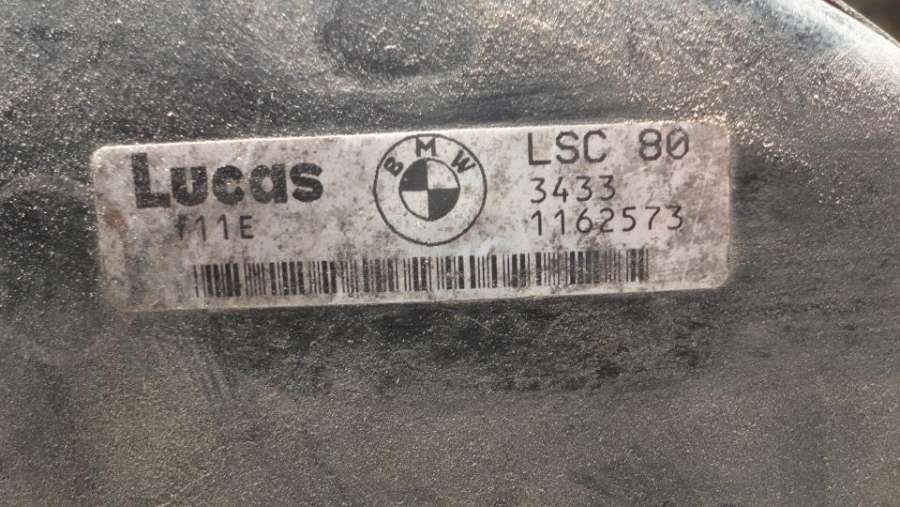 Lucas
F11E
BMW
LSC 80
3433
1162573